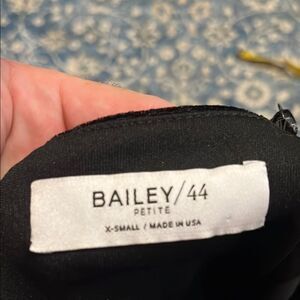 BAILEY/44
PETITE
X-SMALL / MADE IN USA